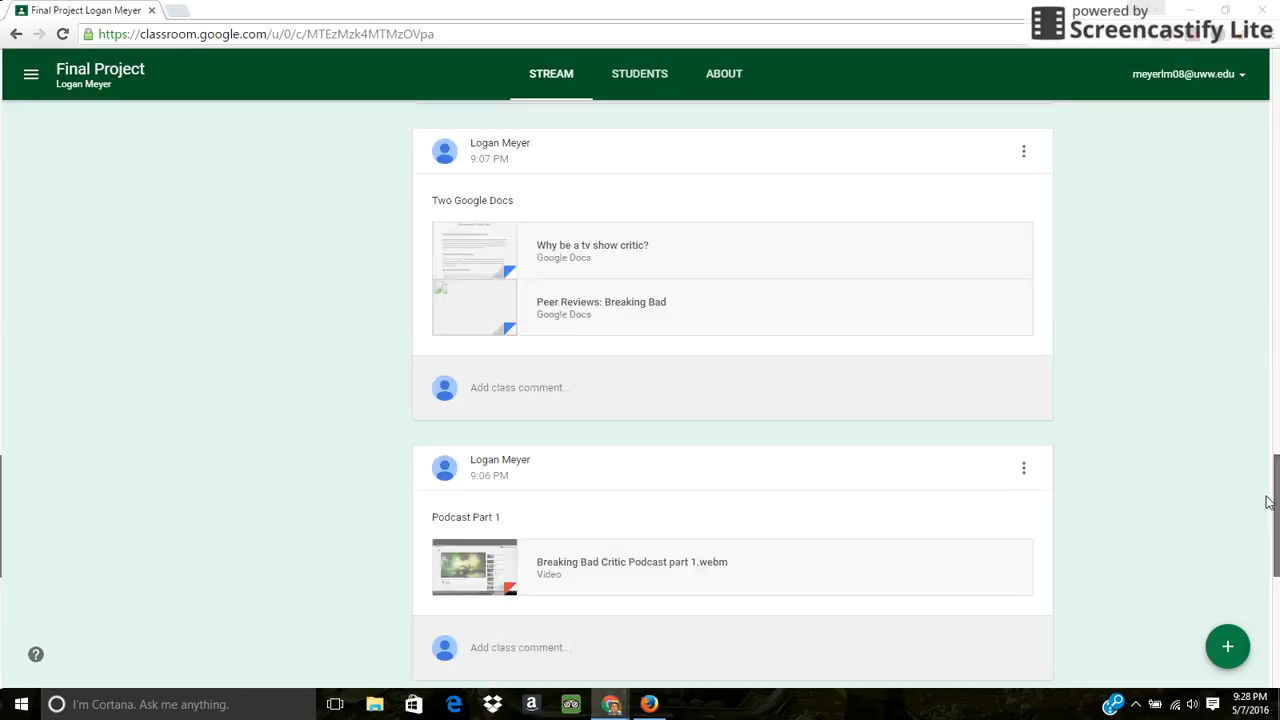 Final Project Logan Meyer
powered by
Screencastify Lite
https://classroom.google.com/u/0/c/MTEzMzk4MTMzOVpa
Final Project
Logan Meyer
STREAM
STUDENTS
ABOUT
meyerlm08@uww.edu
Logan Meyer
9:07 PM
Two Google Docs
Why be a tv show critic?
Google Docs
Peer Reviews: Breaking Bad
Google Docs
Add class comment...
Logan Meyer
9:06 PM
Podcast Part 1
Breaking Bad Critic Podcast part 1.webm
Video
Add class comment...
I'm Cortana. Ask me anything.
9:28 PM
5/7/2016